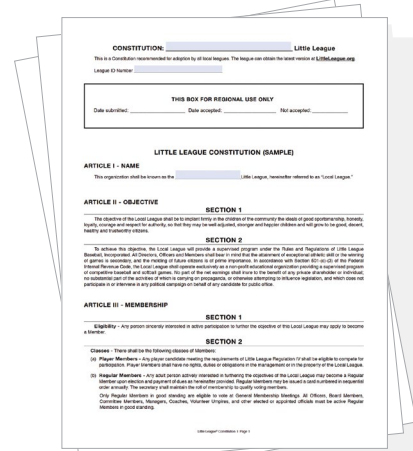 CONSTITUTION: Little League
This is a Constitution recommended for adoption by all local leagues. The league can obtain the latest version at LittleLeague.org
League ID Number
THIS BOX FOR REGIONAL USE ONLY
Date submitted: Date accepted: Not accepted:
LITTLE LEAGUE CONSTITUTION (SAMPLE)
ARTICLE I - NAME
This organization shall be known as the Little League, hereinafter referred to as "Local League."
ARTICLE II - OBJECTIVE
SECTION 1
The objective of the Local League shall be to implant firmly in the children of the community the ideals of good sportsmanship, honesty,
loyalty, courage and respect for authority, so that they may be well adjusted, stronger and happier children and will grow to be good, decent,
healthy and trustworthy citizens.
SECTION 2
To achieve this objective, the Local League will provide a supervised program under the Rules and Regulations of Little League
Baseball, Incorporated. All Directors, Officers and Members shall bear in mind that the attainment of exceptional athletic skill or the winning
of games is secondary, and the molding of future citizens is of prime importance. In accordance with Section 501-(c)-(3) of the Federal
Internal Revenue Code, the Local League shall operate exclusively as a non-profit educational organization providing a supervised program
of competitive baseball and softball games. No part of the net earnings shall inure to the benefit of any private shareholder or individual;
no substantial part of the activities of which is carrying on propaganda, or otherwise attempting to influence legislation, and which does not
participate in or intervene in any political campaign on behalf of any candidate for public office.
ARTICLE III - MEMBERSHIP
SECTION 1
Eligibility - Any person sincerely interested in active participation to further the objective of this Local League may apply to become
a Member.
SECTION 2
Classes - There shall be the following classes of Members:
(a) Player Members - Any player candidate meeting the requirements of Little League Regulation IV shall be eligible to compete for
participation. Player Members shall have no rights, duties or obligations in the management or in the property of the Local League.
(b) Regular Members - Any adult person actively interested in furthering the objectives of the Local League may become a Regular
Member upon election and payment of dues as hereinafter provided. Regular Members may be issued a card numbered in sequential
order annually. The secretary shall maintain the roll of membership to qualify voting members.
Only Regular Members in good standing are eligible to vote at General Membership Meetings. All Officers, Board Members,
Committee Members, Managers, Coaches, Volunteer Umpires, and other elected or appointed officials must be active Regular
Members in good standing.
Little League® Constitution • Page 1